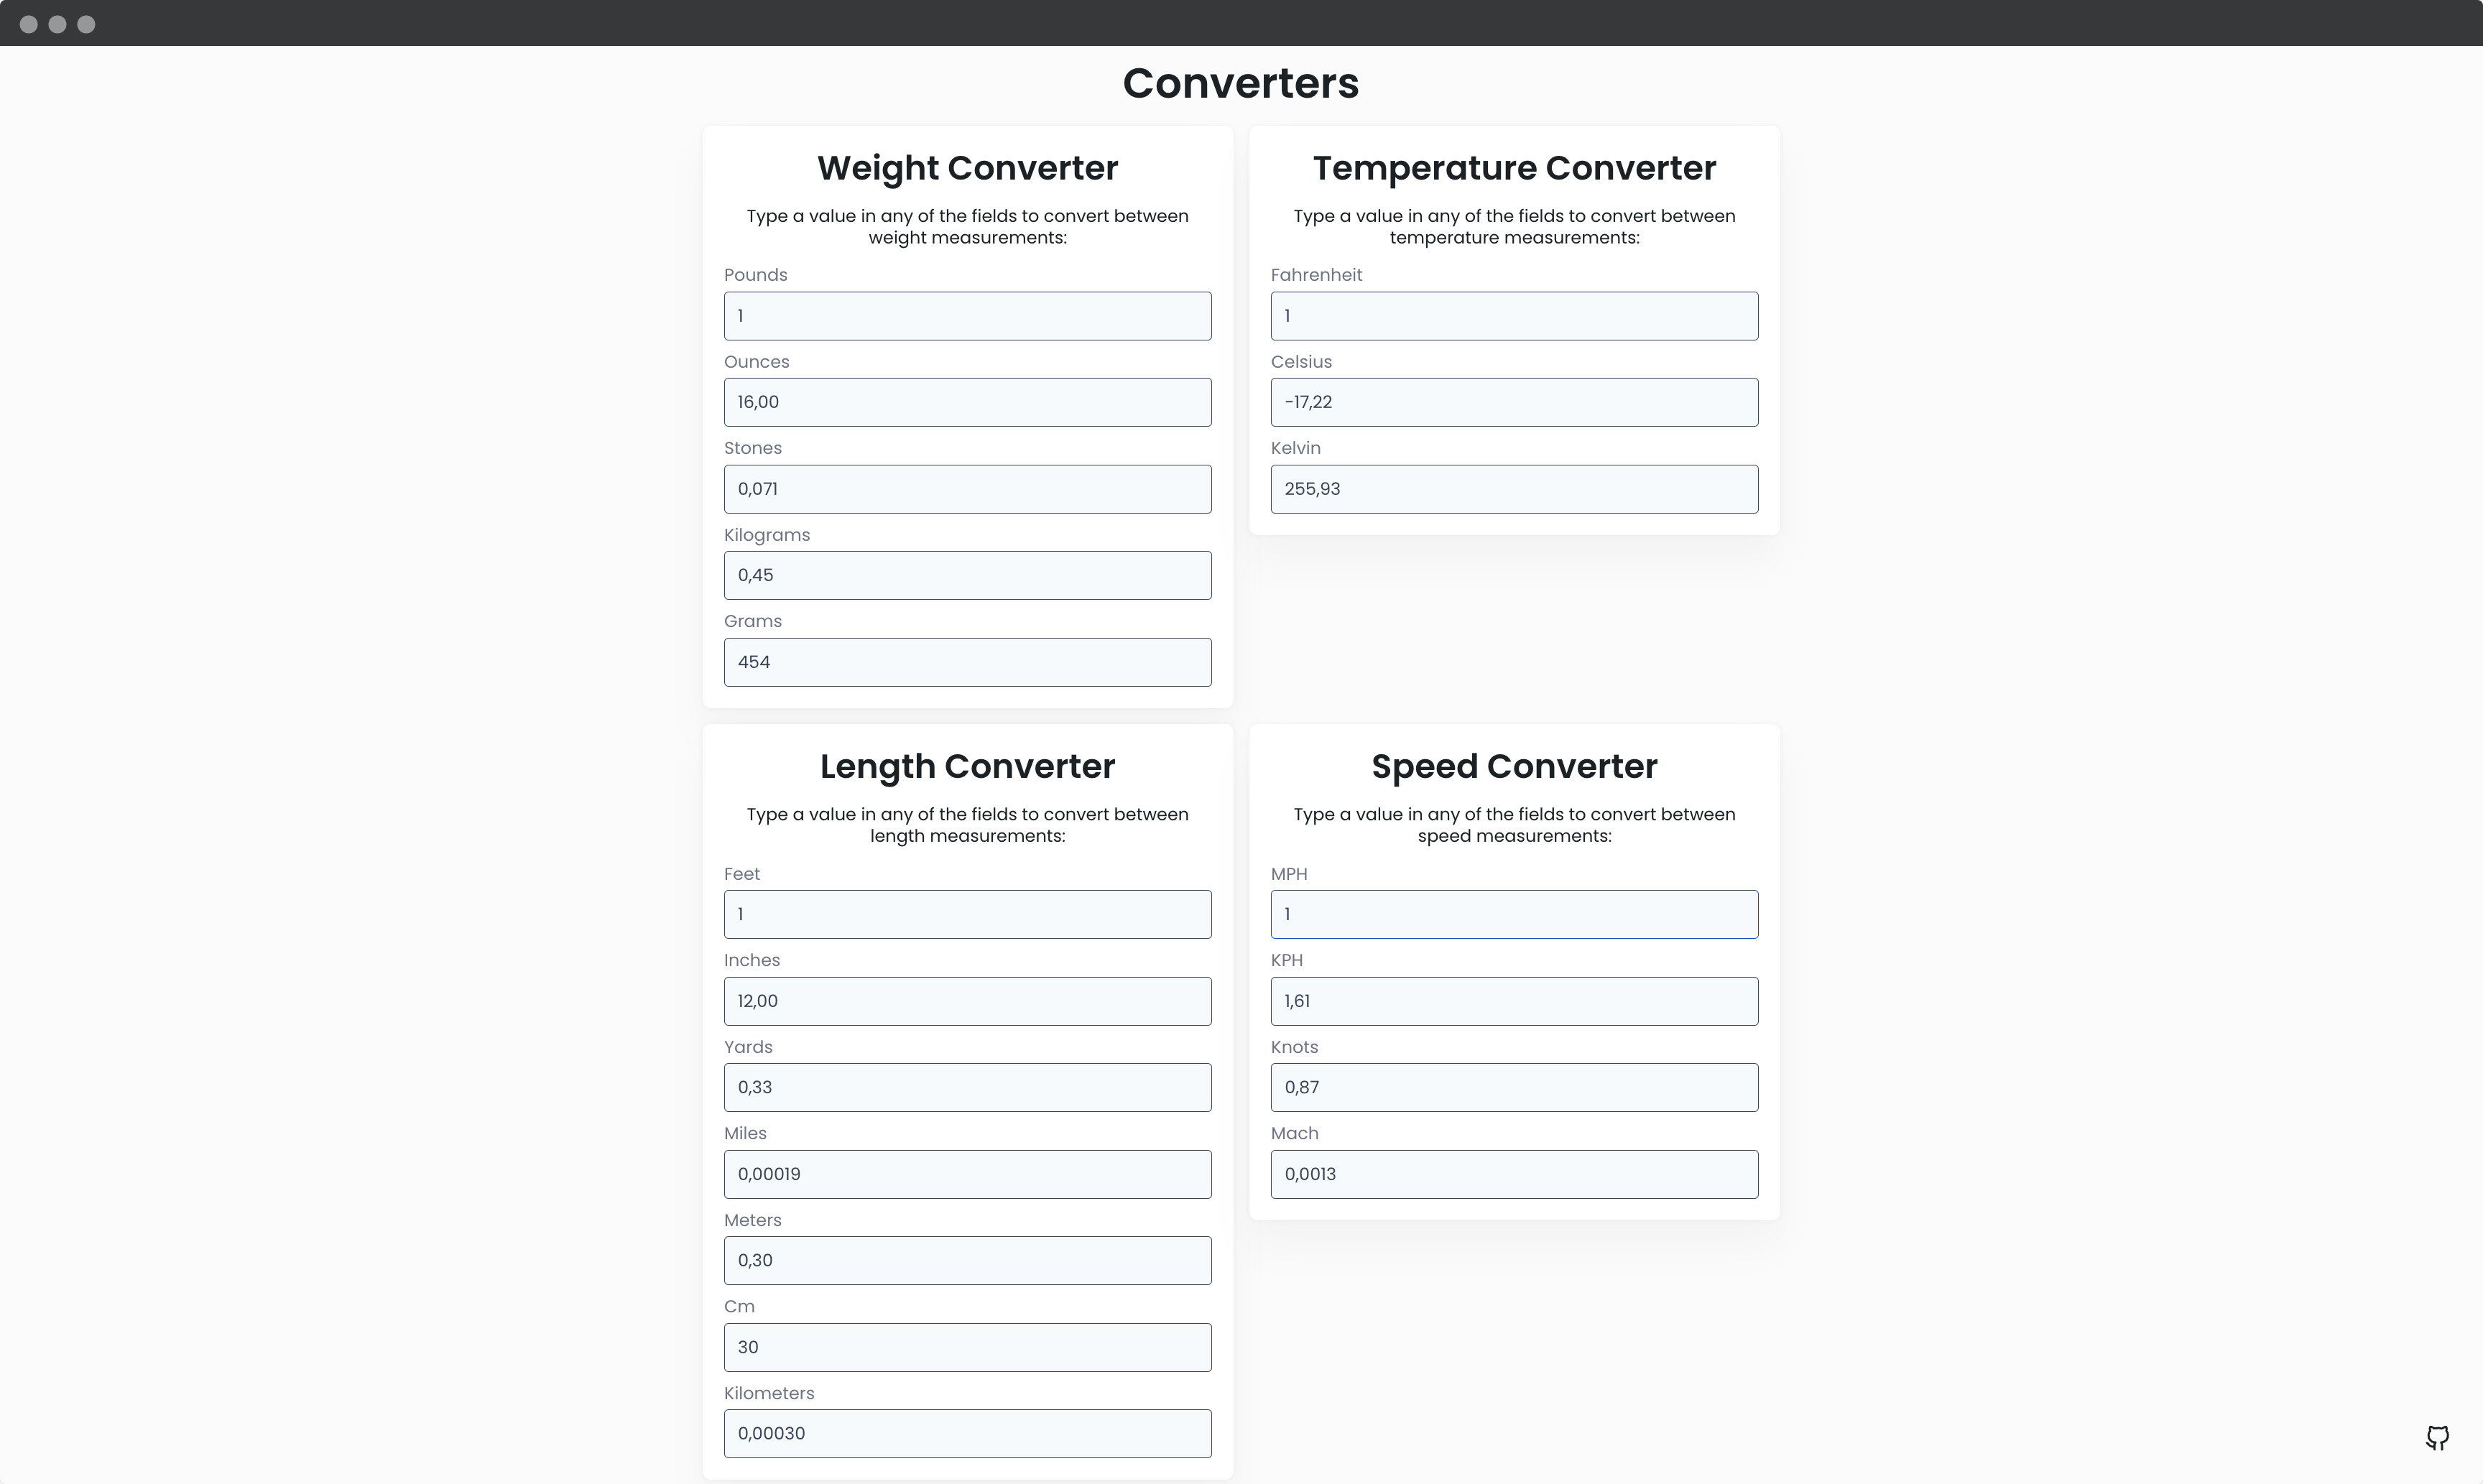 Converters
Weight Converter
Type a value in any of the fields to convert between
weight measurements:
Pounds
1
Ounces
16,00
Stones
0,071
Kilograms
0,45
Grams
454
Temperature Converter
Type a value in any of the fields to convert between
temperature measurements:
Fahrenheit
1
Celsius
-17,22
Kelvin
255,93
Length Converter
Type a value in any of the fields to convert between
length measurements:
Feet
1
Inches
12,00
Yards
0,33
Miles
0,00019
Meters
0,30
Cm
30
Kilometers
0,00030
Speed Converter
Type a value in any of the fields to convert between
speed measurements:
MPH
1
KPH
1,61
Knots
0,87
Mach
0,0013